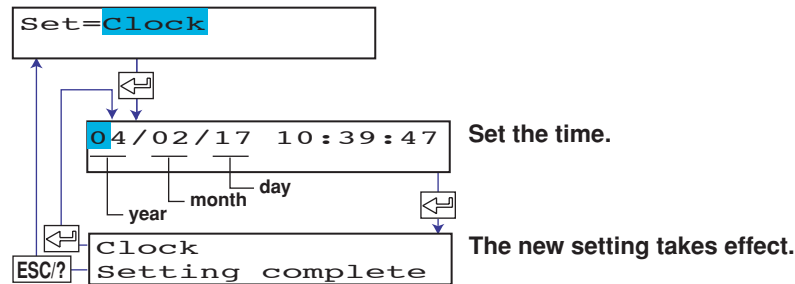 Set=Clock
04/02/17 10:39:47 Set the time.
year month day
Clock The new setting takes effect.
ESC/? Setting complete